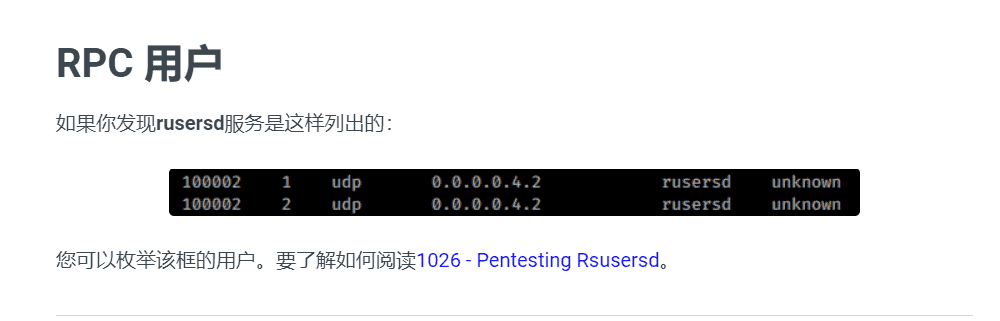 RPC 用户
如果你发现rusersd服务是这样列出的：
100002 1 udp 0.0.0.0.4.2 rusersd unknown
100002 2 udp 0.0.0.0.4.2 rusersd unknown
您可以枚举该框的用户。要了解如何阅读1026 - Pentesting Rsusersd。